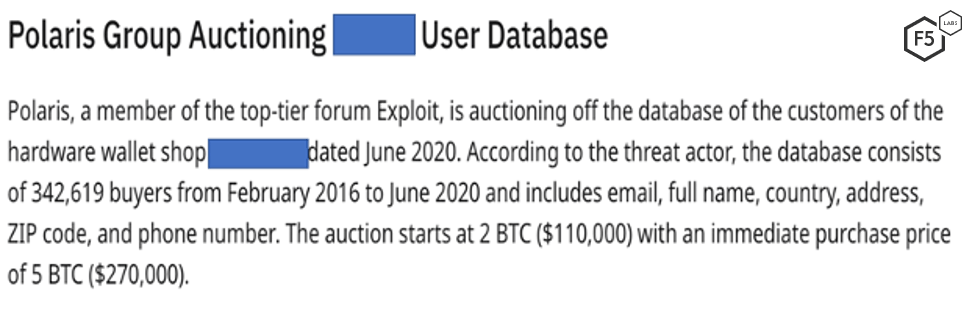 Polaris Group Auctioning User Database
F5
LABS
Polaris, a member of the top-tier forum Exploit, is auctioning off the database of the customers of the
hardware wallet shop dated June 2020. According to the threat actor, the database consists
of 342,619 buyers from February 2016 to June 2020 and includes email, full name, country, address,
ZIP code, and phone number. The auction starts at 2 BTC ($110,000) with an immediate purchase price
of 5 BTC ($270,000).